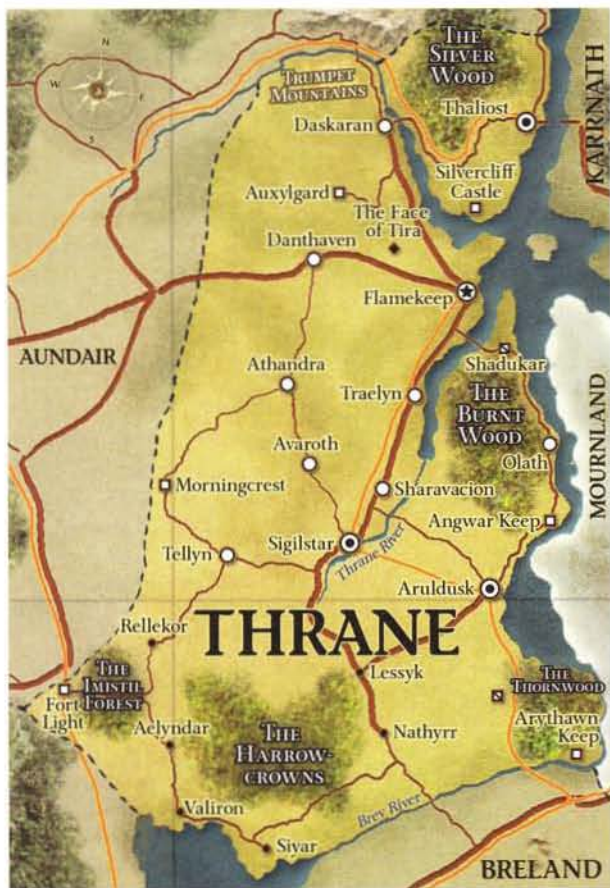 N
W
E
S
THE
SILVER
WOOD
TRUMPET
MOUNTAINS
Thaliost
Daskaran
KARRNATH
Silvercliff
Castle
Auxylgard
The Face
of Tira
Danthaven
Flamekeep
AUNDAIR
Shadukar
Athandra
Traelyn
THE
BURNT
WOOD
MOURNLAND
Olath
Avaroth
Morningcrest
Sharavacion
Angwar Keep
Sigilstar
Thrane River
Tellyn
Aruldusk
THRANE
Rellekor
Lessyk
THE
IMISTIL
FOREST
Fort
Light
THE
THORNWOOD
Arythawn
Keep
Aelyndar
THE
HARROW-
CROWNS
Nathyrr
Valiron
Brey River
Siyar
BRELAND